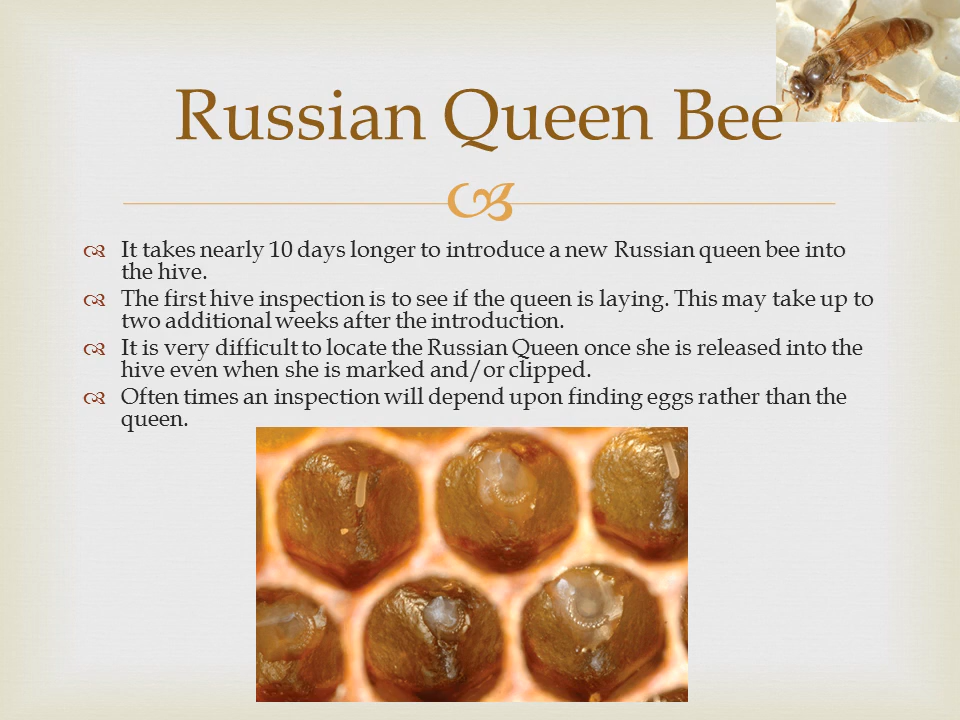 Russian Queen Bee
It takes nearly 10 days longer to introduce a new Russian queen bee into
the hive.
The first hive inspection is to see if the queen is laying. This may take up to
two additional weeks after the introduction.
It is very difficult to locate the Russian Queen once she is released into the
hive even when she is marked and/or clipped.
Often times an inspection will depend upon finding eggs rather than the
queen.